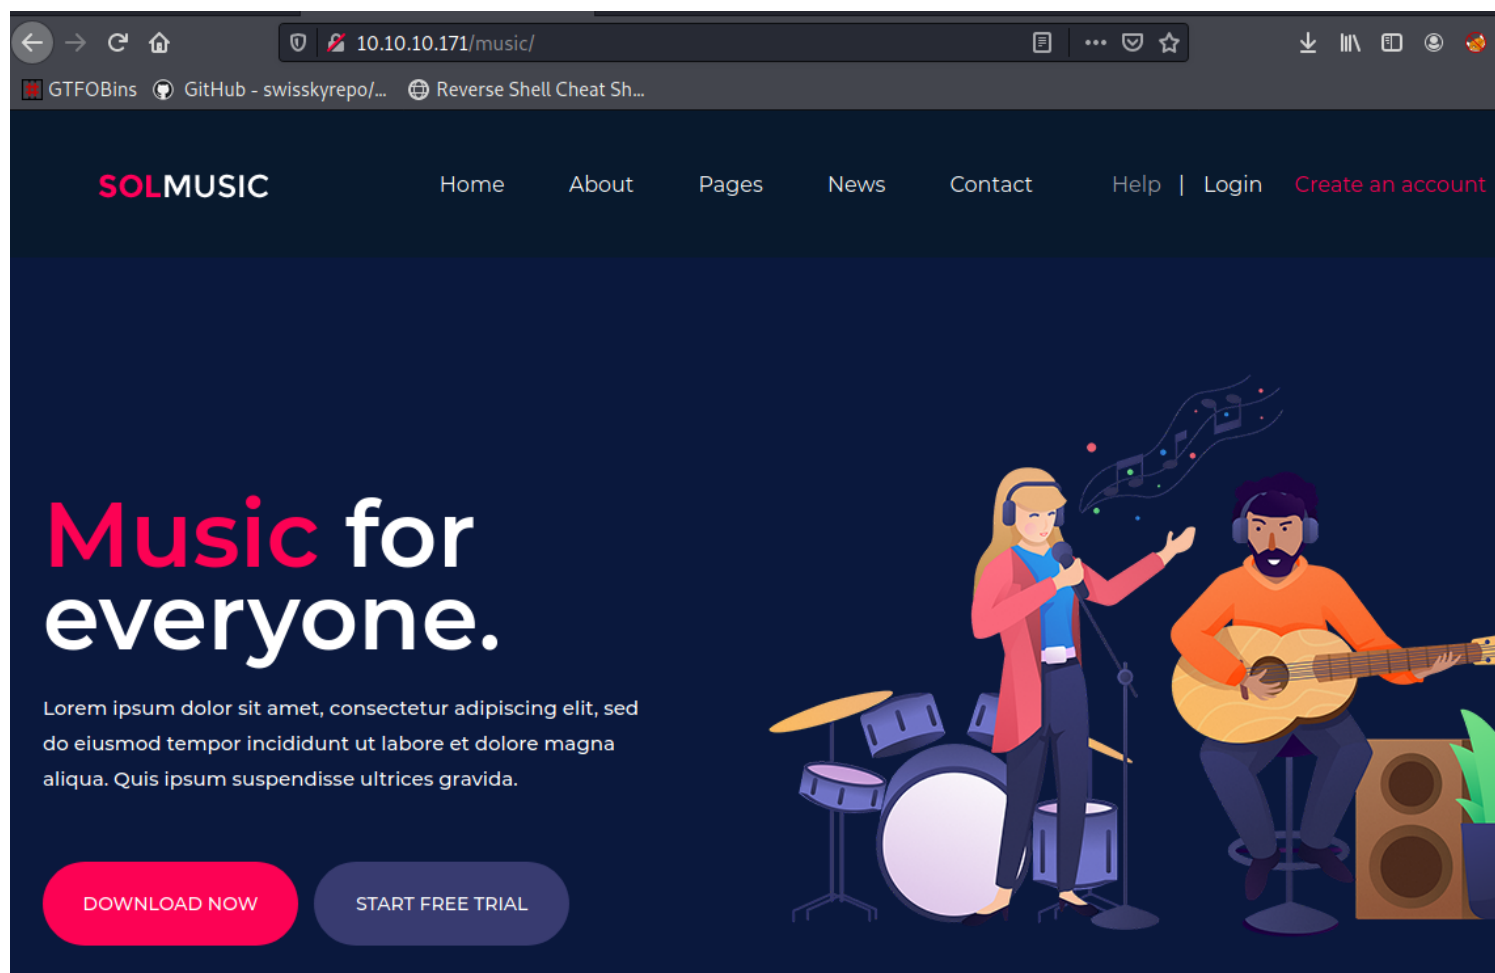 10.10.10.171/music/
GTFOBins GitHub - swisskyrepo/... Reverse Shell Cheat Sh...
SOLMUSIC Home About Pages News Contact Help | Login Create an account
Music for
everyone.
Lorem ipsum dolor sit amet, consectetur adipiscing elit, sed
do eiusmod tempor incididunt ut labore et dolore magna
aliqua. Quis ipsum suspendisse ultrices gravida.
DOWNLOAD NOW START FREE TRIAL